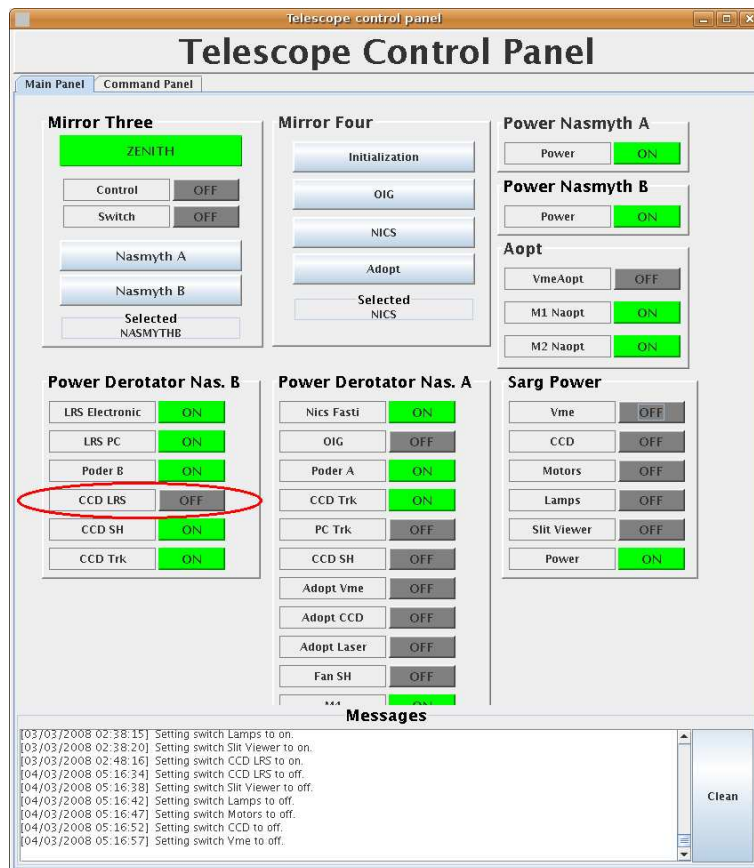 Telescope control panel
Telescope Control Panel
Main Panel
Command Panel
Mirror Three
ZENITH
Control OFF
Switch OFF
Nasmyth A
Nasmyth B
Selected
NASMYTHB
Mirror Four
Initialization
OIG
NICS
Adopt
Selected
NICS
Power Nasmyth A
Power ON
Power Nasmyth B
Power ON
Aopt
VmeAopt OFF
M1 Naopt ON
M2 Naopt ON
Power Derotator Nas. B
LRS Electronic ON
LRS PC ON
Poder B ON
CCD LRS OFF
CCD SH ON
CCD Trk ON
Power Derotator Nas. A
Nics Fasti ON
OIG OFF
Poder A ON
CCD Trk ON
PC Trk OFF
CCD SH OFF
Adopt Vme OFF
Adopt CCD OFF
Adopt Laser OFF
Fan SH OFF
Sarg Power
Vme OFF
CCD OFF
Motors OFF
Lamps OFF
Slit Viewer OFF
Power ON
Messages
[03/03/2008 02:38:15] Setting switch Lamps to on.
[03/03/2008 02:38:20] Setting switch Slit Viewer to on.
[03/03/2008 02:48:16] Setting switch CCD LRS to on.
[04/03/2008 05:16:34] Setting switch CCD LRS to off.
[04/03/2008 05:16:38] Setting switch Slit Viewer to off.
[04/03/2008 05:16:42] Setting switch Lamps to off.
[04/03/2008 05:16:47] Setting switch Motors to off.
[04/03/2008 05:16:52] Setting switch CCD to off.
[04/03/2008 05:16:57] Setting switch Vme to off.
Clean